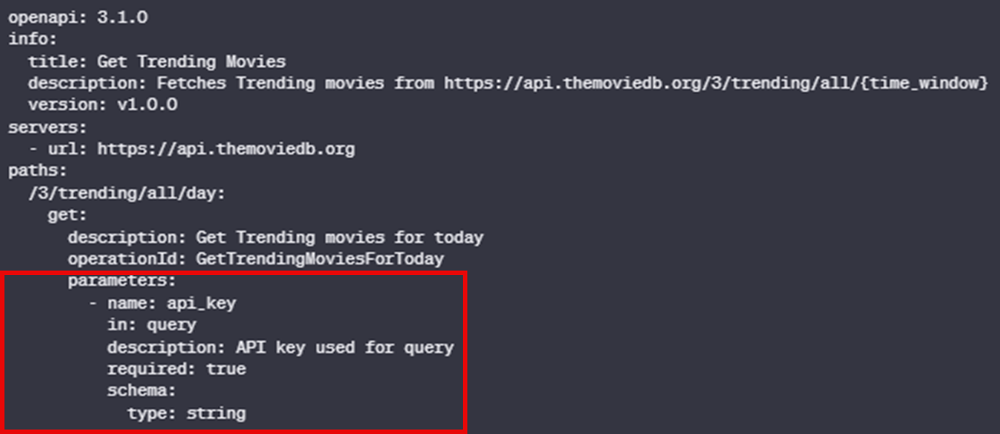 openapi: 3.1.0
info:
  title: Get Trending Movies
  description: Fetches Trending movies from https://api.themoviedb.org/3/trending/all/{time_window}
  version: v1.0.0
servers:
  - url: https://api.themoviedb.org
paths:
  /3/trending/all/day:
    get:
      description: Get Trending movies for today
      operationId: GetTrendingMoviesForToday
      parameters:
        - name: api_key
          in: query
          description: API key used for query
          required: true
          schema:
            type: string